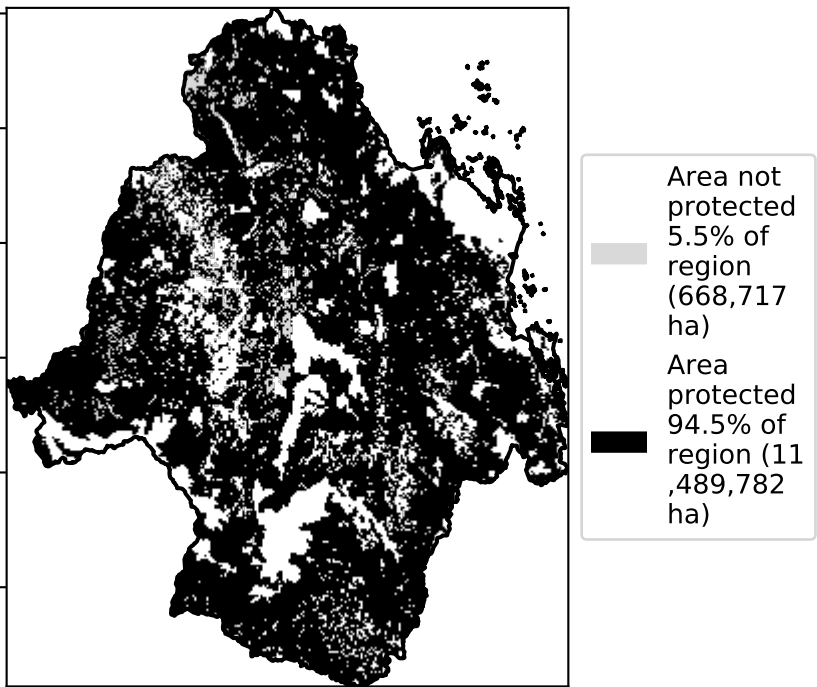 Area not
protected
5.5% of
region
(668,717
ha)
Area
protected
94.5% of
region (11
,489,782
ha)